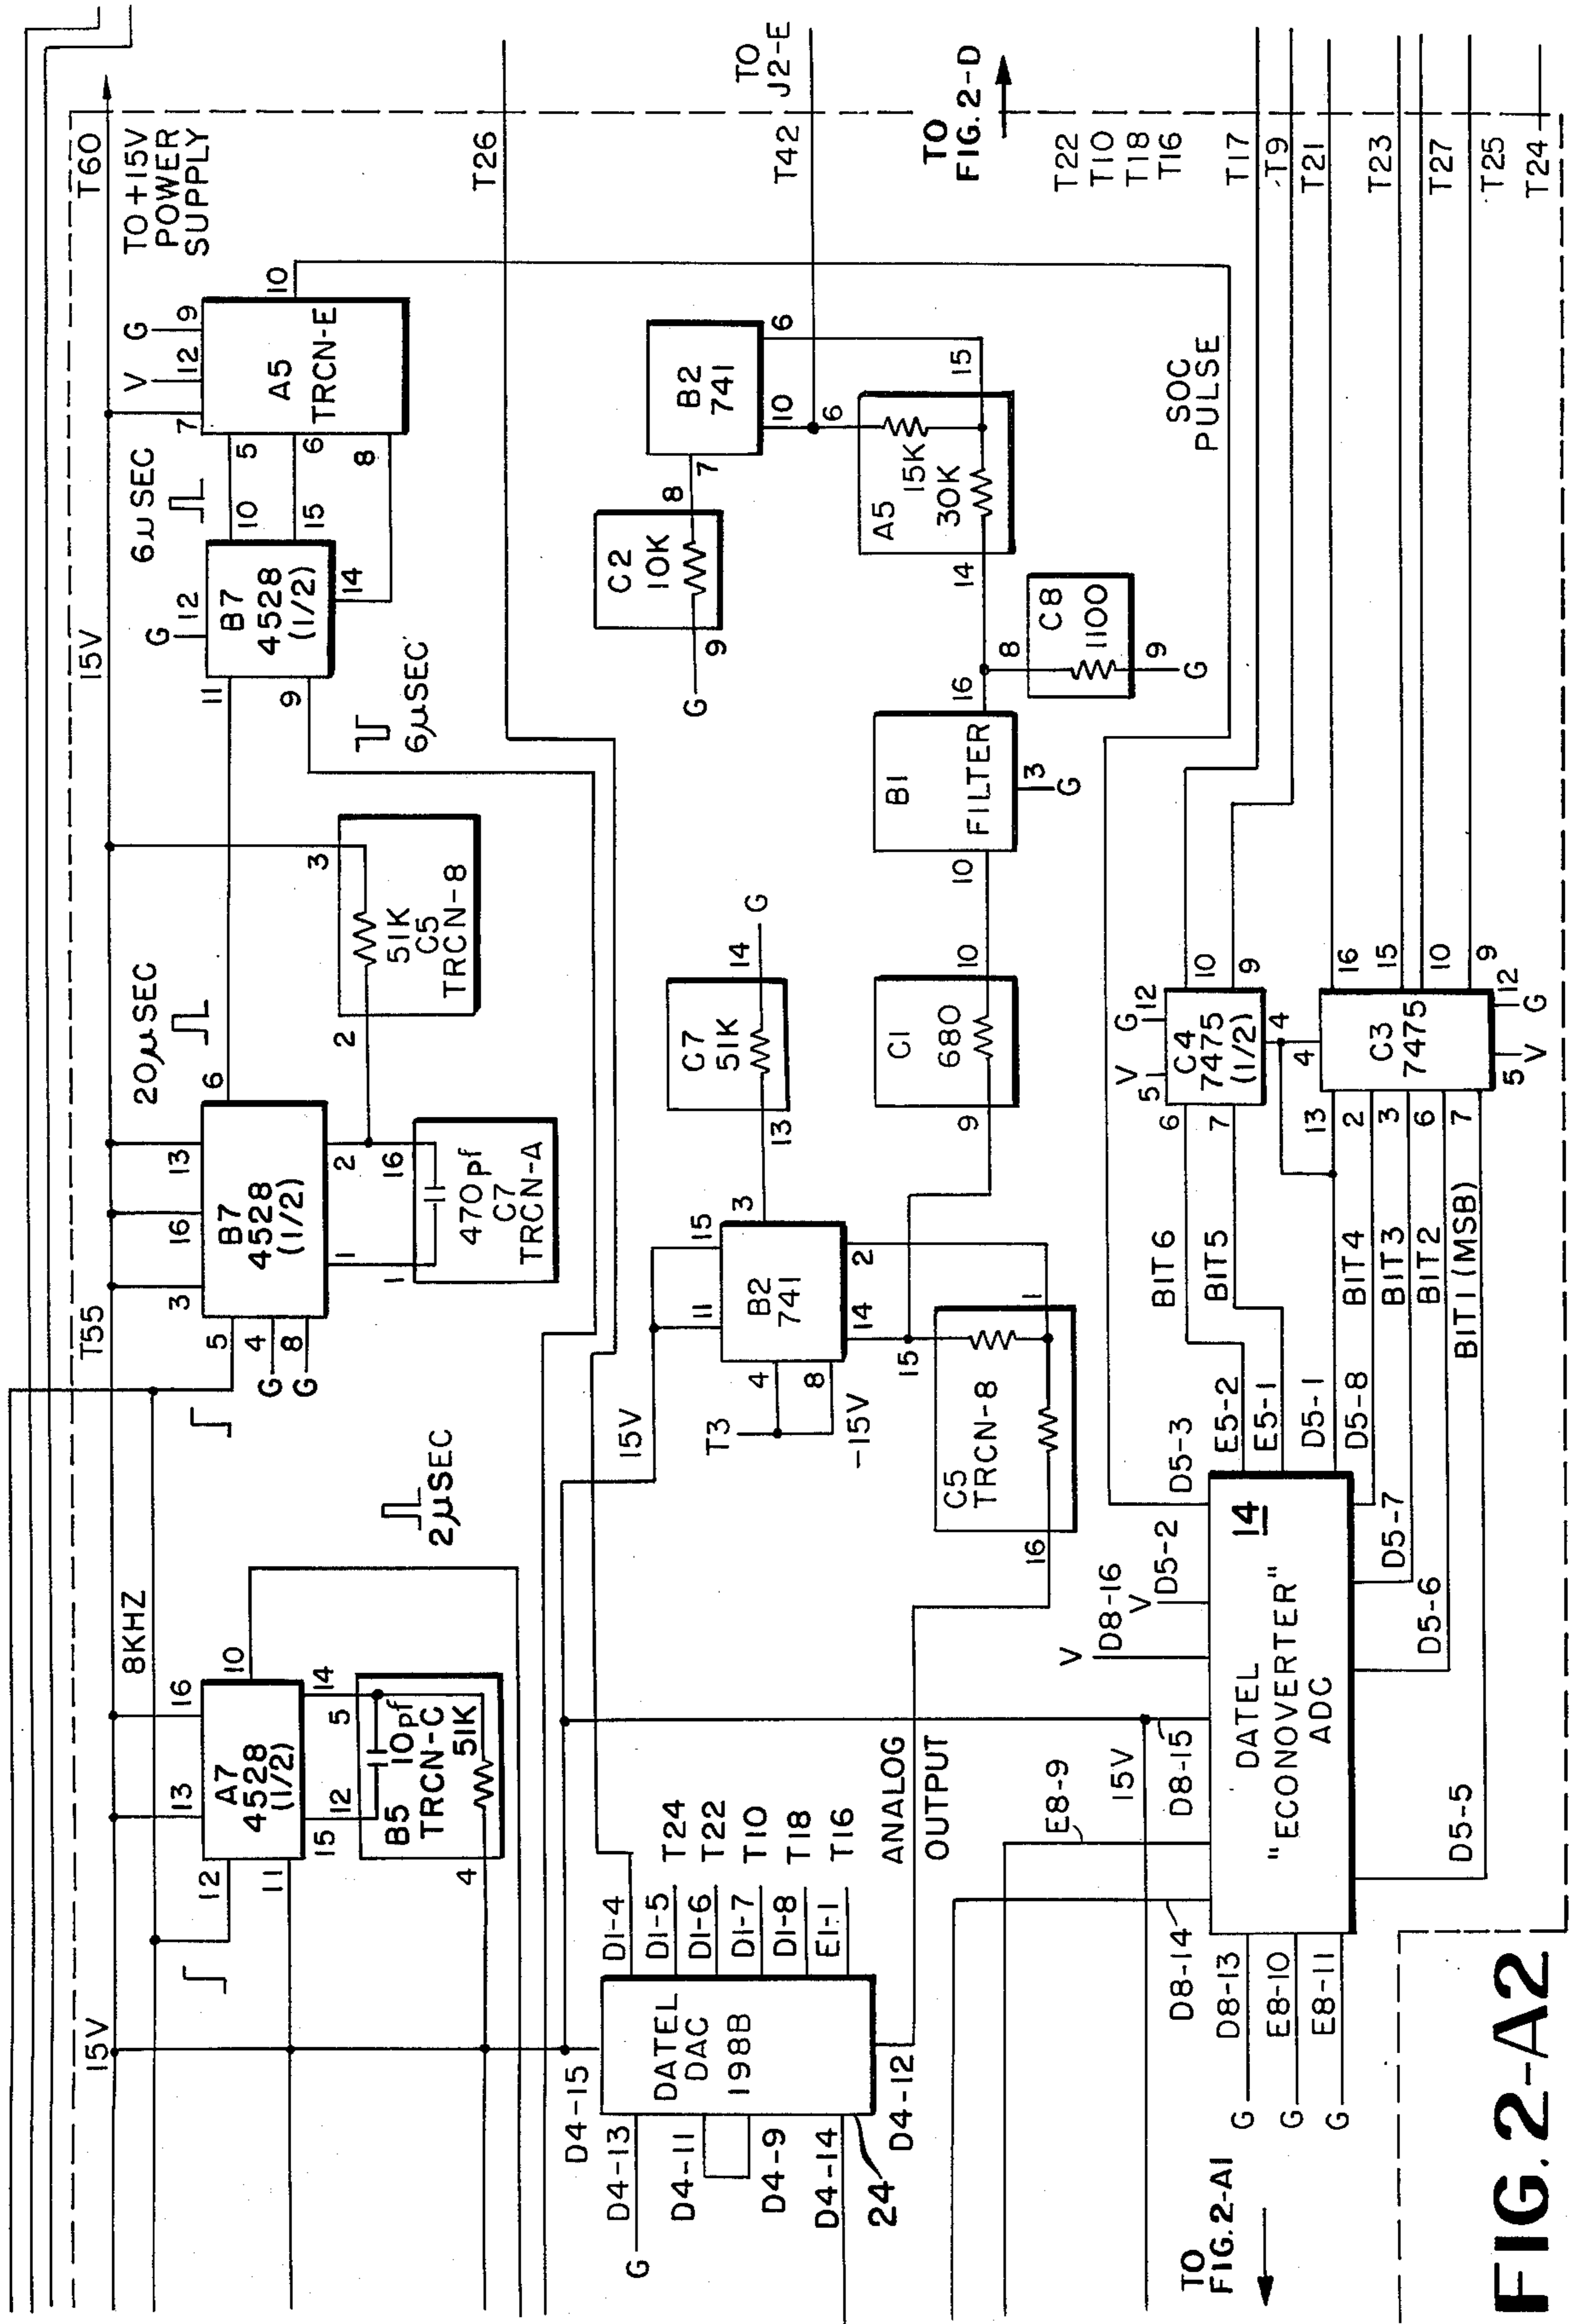 15V
8KHZ
T55
15V
T60
TO +15V
POWER
SUPPLY
12
13
16
A7
4528
(1/2)
10
11
15
14
12
5
B5
10pf
TRCN-C
51K
4
2μSEC
3
16
13
5
4
8
G
G
B7
4528
(1/2)
6
20μSEC
1
2
1
16
470pf
C7
TRCN-A
2
3
51K
C5
TRCN-8
11
9
G
12
B7
4528
(1/2)
14
10
15
6μSEC
6μSEC
5
6
8
7
V
12
G
9
A5
TRCN-E
10
T26
D4-15
D4-13
G
D4-11
D4-9
D4-14
24
D4-12
DATEL
DAC
198B
D1-4
D1-5
T24
D1-6
T22
D1-7
T10
D1-8
T18
E1-1
T16
ANALOG
OUTPUT
15V
T3
4
8
-15V
11
15
B2
741
3
14
2
13
C7
51K
14
G
15
1
C5
TRCN-8
16
9
C1
680
10
10
B1
FILTER
3
G
16
8
C8
1100
9
G
14
A5
15K
30K
15
6
G
9
C2
10K
8
7
B2
741
10
6
T42
TO
J2-E
TO
FIG. 2-D
SOC
PULSE
T22
T10
T18
T16
T17
T9
T21
T23
T27
T25
T24
E8-9
15V
D8-15
D8-14
V
D8-16
V
D5-2
D5-3
D8-13
G
E8-10
G
E8-11
G
DATEL
"ECONOVERTER"
ADC
14
E5-2
E5-1
D5-1
D5-8
D5-7
D5-6
D5-5
BIT 6
BIT 5
BIT 4
BIT 3
BIT 2
BIT 1 (MSB)
6
7
V
5
G
12
C4
7475
(1/2)
10
9
4
4
13
2
3
6
7
C3
7475
16
15
10
9
5
V
12
G
TO
FIG. 2-A1
FIG. 2-A2